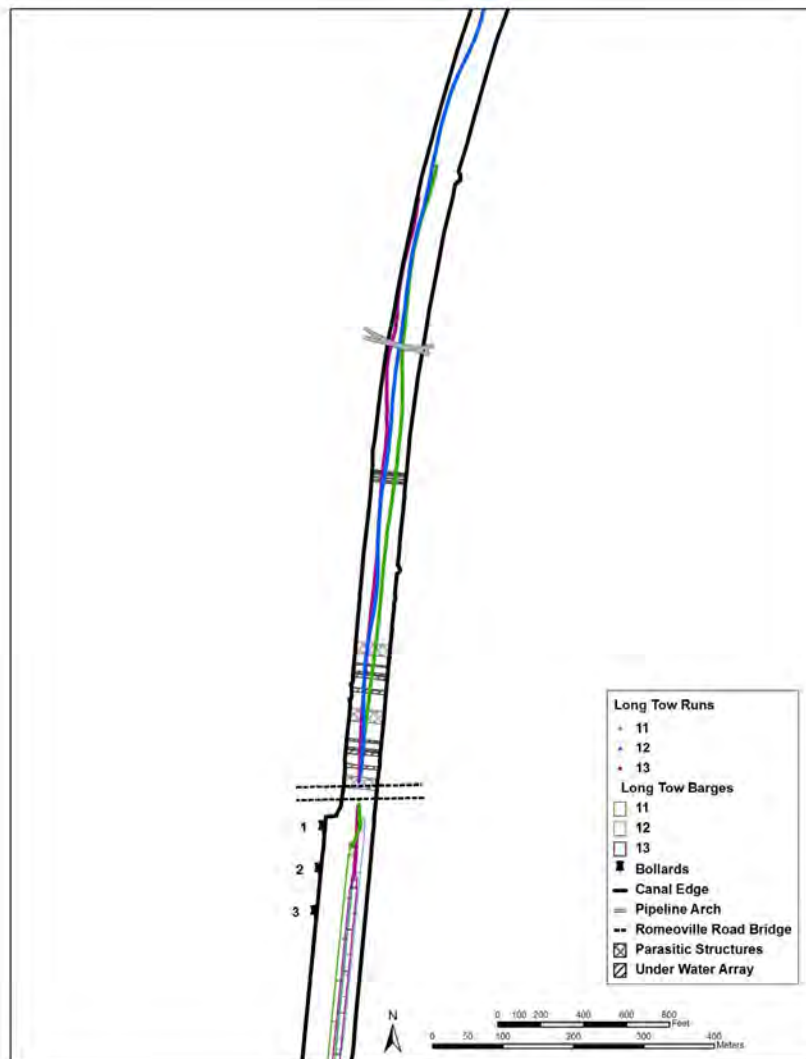 Long Tow Runs
11
12
13
Long Tow Barges
11
12
13
Bollards
Canal Edge
Pipeline Arch
Romeoville Road Bridge
Parasitic Structures
Under Water Array
1
2
3
N
0 100 200 400 600 800
Feet
0 50 100 200 300 400
Meters